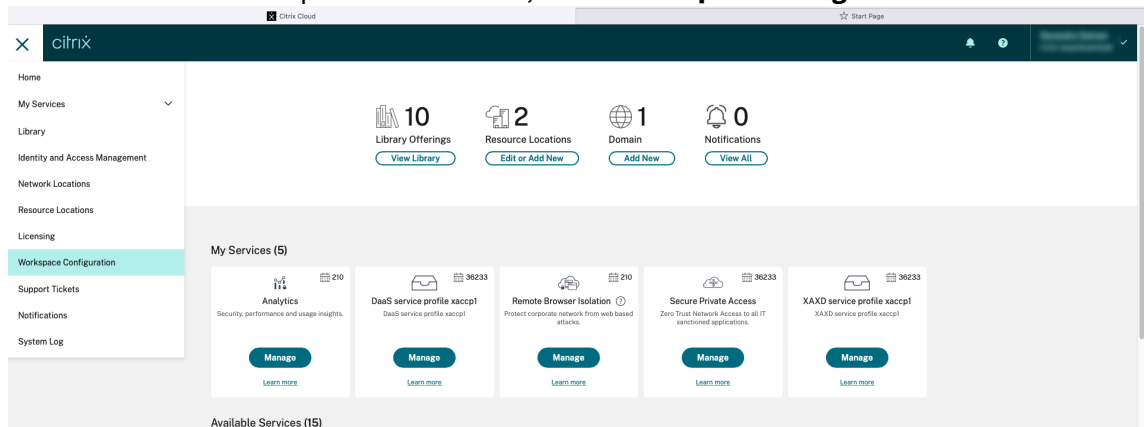 Citrix Cloud
Start Page
citrix
Home
My Services
Library
Identity and Access Management
Network Locations
Resource Locations
Licensing
Workspace Configuration
Support Tickets
Notifications
System Log
10
Library Offerings
View Library
2
Resource Locations
Edit or Add New
1
Domain
Add New
0
Notifications
View All
My Services (5)
210
Analytics
Security, performance and usage insights.
Manage
Learn more
36233
DaaS service profile xaccp1
DaaS service profile xaccp1
Manage
Learn more
210
Remote Browser Isolation
Protect corporate network from web based
attacks.
Manage
Learn more
36233
Secure Private Access
Zero Trust Network Access to all IT
sanctioned applications.
Manage
Learn more
36233
XAXD service profile xaccp1
XAXD service profile xaccp1
Manage
Learn more
Available Services (15)